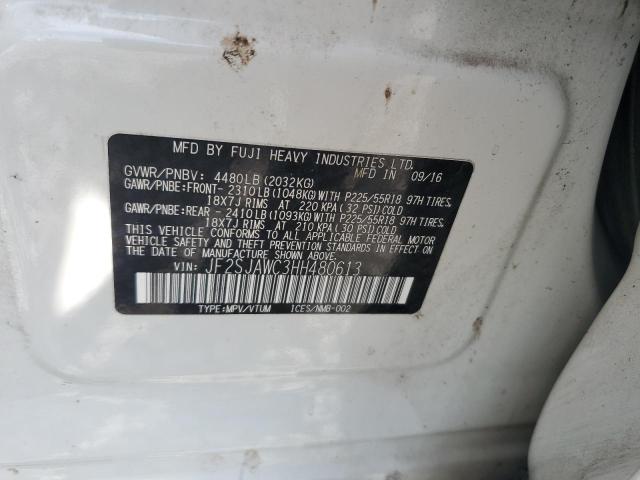 MFD BY FUJI HEAVY INDUSTRIES LTD.
MFD IN 09/16
GVWR/PNBV: 4480LB(2032KG)
GAWR/PNBE:FRONT-2310LB(1048KG)WITH P225/55R18 97H TIRES,
18X7J RIMS AT 220 KPA(32 PSI)COLD
GAWR/PNBE:REAR -2410LB(1093KG)WITH P225/55R18 97H TIRES,
18X7J RIMS AT 210 KPA(30 PSI)COLD
THIS VEHICLE CONFORMS TO ALL APPLICABLE FEDERAL MOTOR
VEHICLE SAFETY, BUMPER, AND THEFT PREVENTION
STANDARDS IN EFFECT ON THE DATE OF MANUFACTURE
SHOWN ABOVE.
VIN: JF2SJAWC3HH480613
TYPE:MPV/VTUM ICES/NMB-002